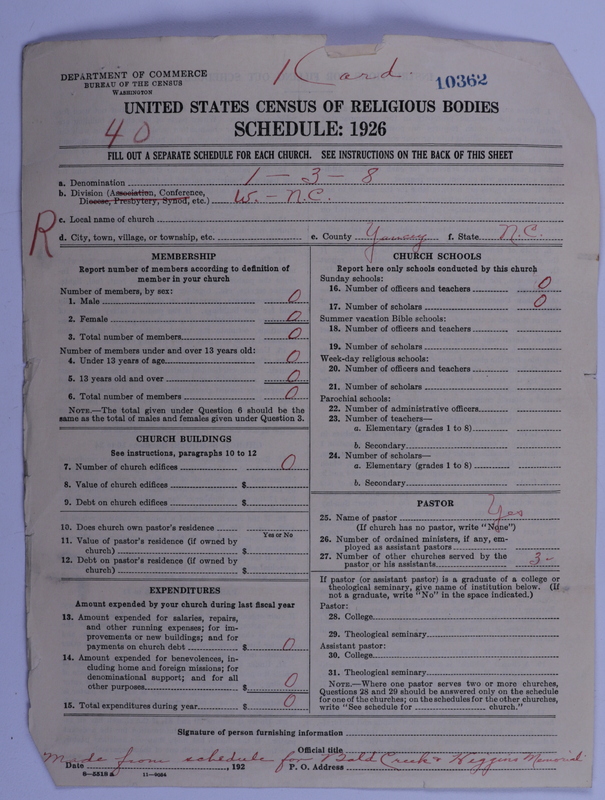 1 Card
DEPARTMENT OF COMMERCE
BUREAU OF THE CENSUS
WASHINGTON
10362
UNITED STATES CENSUS OF RELIGIOUS BODIES
40
SCHEDULE: 1926
FILL OUT A SEPARATE SCHEDULE FOR EACH CHURCH. SEE INSTRUCTIONS ON THE BACK OF THIS SHEET
a. Denomination 1-3-8
b. Division (Association, Conference, Diocese, Presbytery, Synod, etc.) W. - N.C.
R
c. Local name of church
d. City, town, village, or township, etc. e. County Yancey f. State N.C.
MEMBERSHIP
Report number of members according to definition of
member in your church
Number of members, by sex:
1. Male 0
2. Female 0
3. Total number of members 0
Number of members under and over 13 years old:
4. Under 13 years of age 0
5. 13 years old and over 0
6. Total number of members 0
NOTE.—The total given under Question 6 should be the
same as the total of males and females given under Question 3.
CHURCH BUILDINGS
See instructions, paragraphs 10 to 12
7. Number of church edifices 0
8. Value of church edifices $
9. Debt on church edifices $
10. Does church own pastor's residence
Yes or No
11. Value of pastor's residence (if owned by
church) $
12. Debt on pastor's residence (if owned by
church) $
EXPENDITURES
Amount expended by your church during last fiscal year
13. Amount expended for salaries, repairs,
and other running expenses; for im-
provements or new buildings; and for
payments on church debt $ 0
14. Amount expended for benevolences, in-
cluding home and foreign missions; for
denominational support; and for all
other purposes $ 0
15. Total expenditures during year $ 0
CHURCH SCHOOLS
Report here only schools conducted by this church
Sunday schools:
16. Number of officers and teachers 0
17. Number of scholars 0
Summer vacation Bible schools:
18. Number of officers and teachers
19. Number of scholars
Week-day religious schools:
20. Number of officers and teachers
21. Number of scholars
Parochial schools:
22. Number of administrative officers
23. Number of teachers—
a. Elementary (grades 1 to 8)
b. Secondary
24. Number of scholars—
a. Elementary (grades 1 to 8)
b. Secondary
PASTOR
25. Name of pastor Yes
(If church has no pastor, write "None")
26. Number of ordained ministers, if any, em-
ployed as assistant pastors
27. Number of other churches served by the
pastor or his assistants 3-
If pastor (or assistant pastor) is a graduate of a college or
theological seminary, give name of institution below. (If
not a graduate, write "No" in the space indicated.)
Pastor:
28. College
29. Theological seminary
Assistant pastor:
30. College
31. Theological seminary
NOTE.—Where one pastor serves two or more churches,
Questions 28 and 29 should be answered only on the schedule
for one of the churches; on the schedules for the other churches,
write "See schedule for church."
Signature of person furnishing information
Official title
Made from schedule for Bald Creek & Higgins Memorial
Date , 192 P. O. Address
8—5518a 11—9084